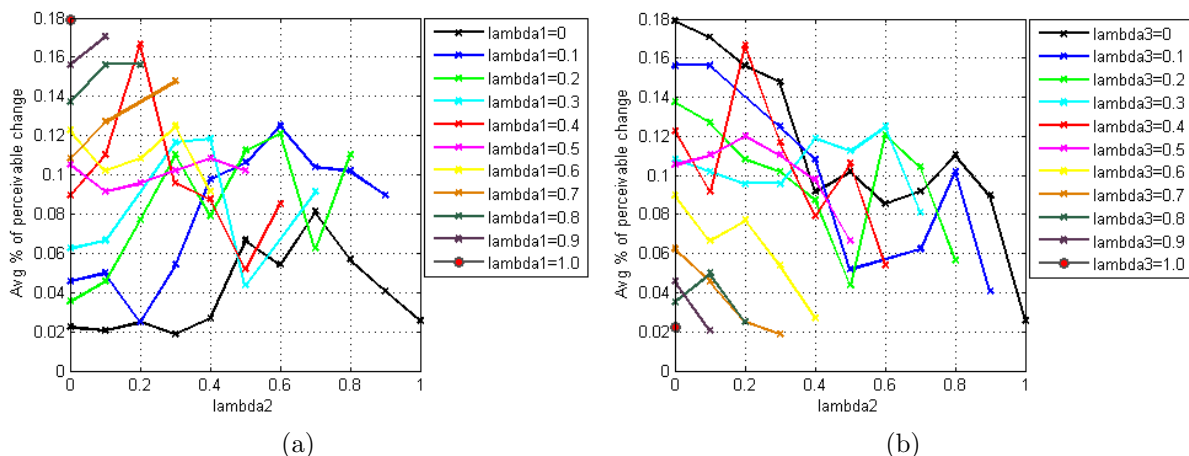 Avg % of perceivable change
0.18
0.16
0.14
0.12
0.1
0.08
0.06
0.04
0.02
0
0 0.2 0.4 0.6 0.8 1
lambda2
lambda1=0
lambda1=0.1
lambda1=0.2
lambda1=0.3
lambda1=0.4
lambda1=0.5
lambda1=0.6
lambda1=0.7
lambda1=0.8
lambda1=0.9
lambda1=1.0
(a)
Avg % of perceivable change
0.18
0.16
0.14
0.12
0.1
0.08
0.06
0.04
0.02
0
0 0.2 0.4 0.6 0.8 1
lambda2
lambda3=0
lambda3=0.1
lambda3=0.2
lambda3=0.3
lambda3=0.4
lambda3=0.5
lambda3=0.6
lambda3=0.7
lambda3=0.8
lambda3=0.9
lambda3=1.0
(b)